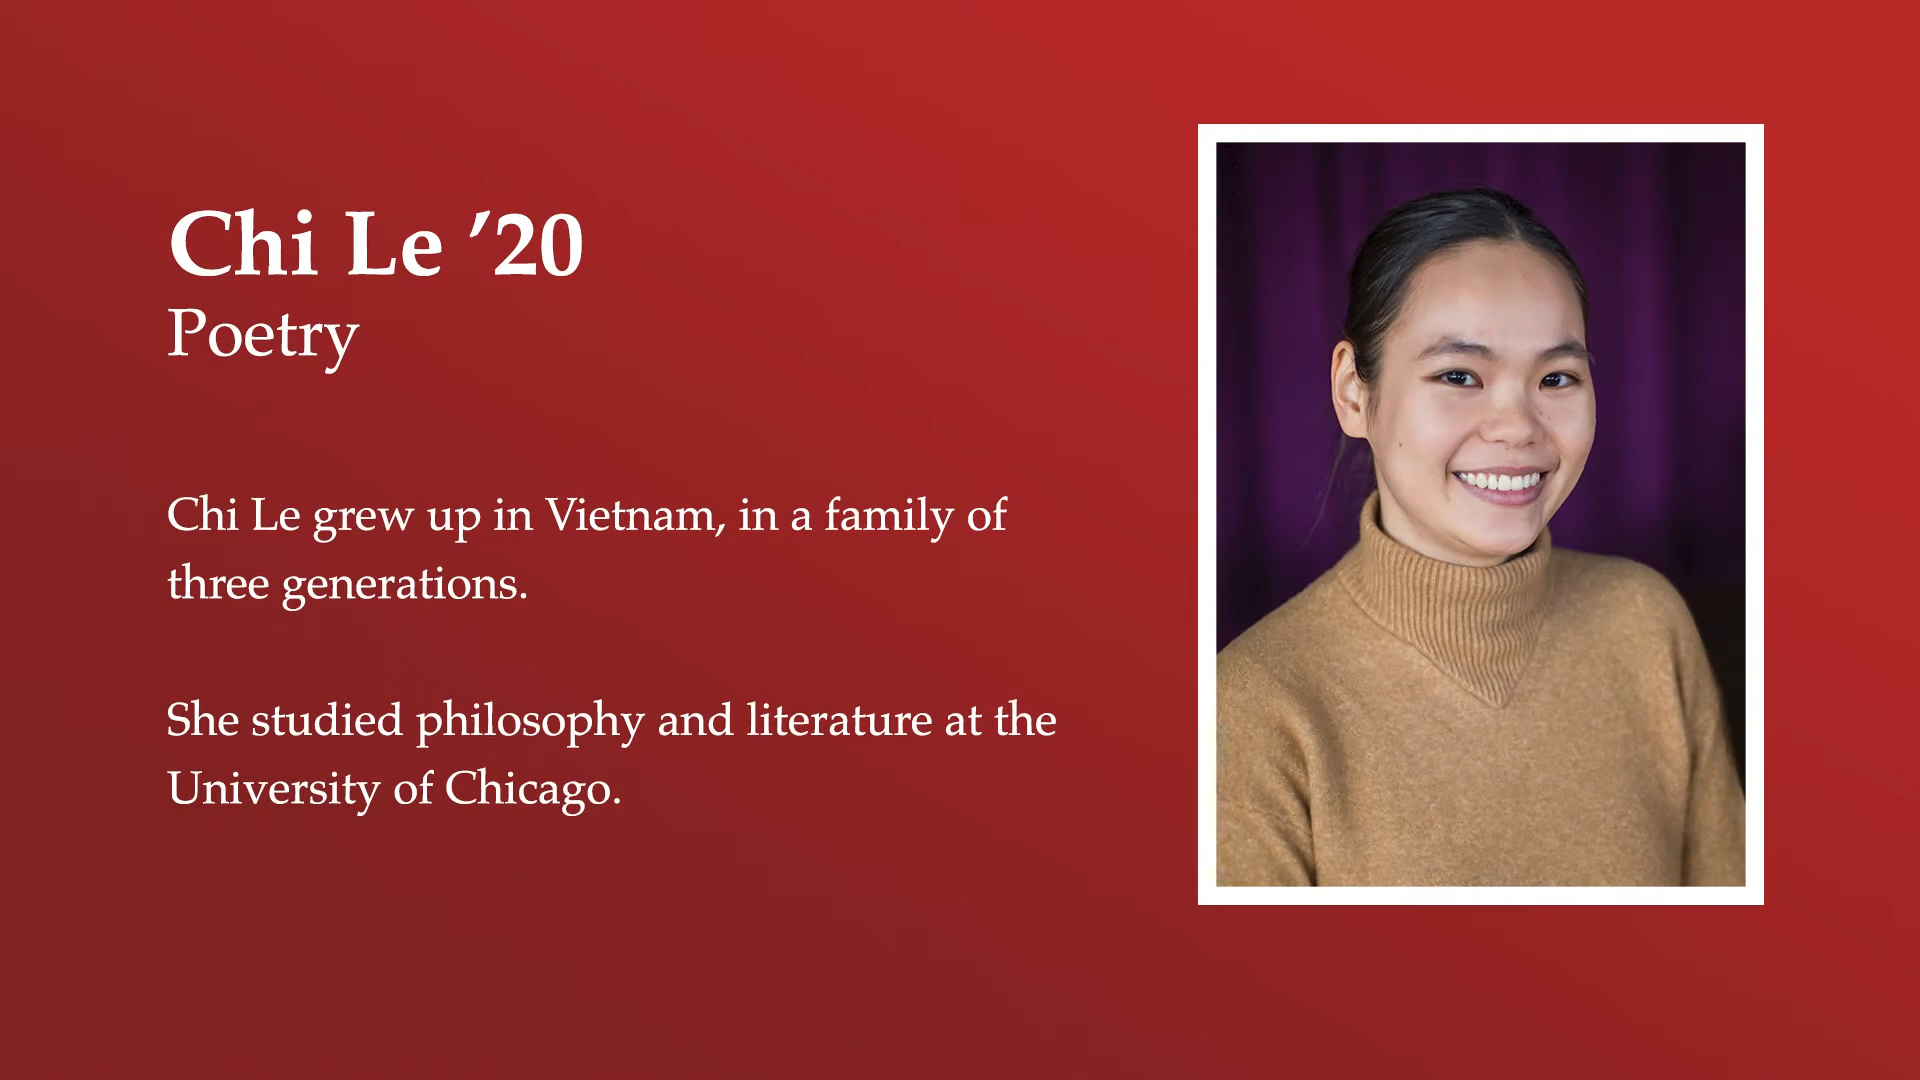 Chi Le ’20
Poetry
Chi Le grew up in Vietnam, in a family of
three generations.
She studied philosophy and literature at the
University of Chicago.